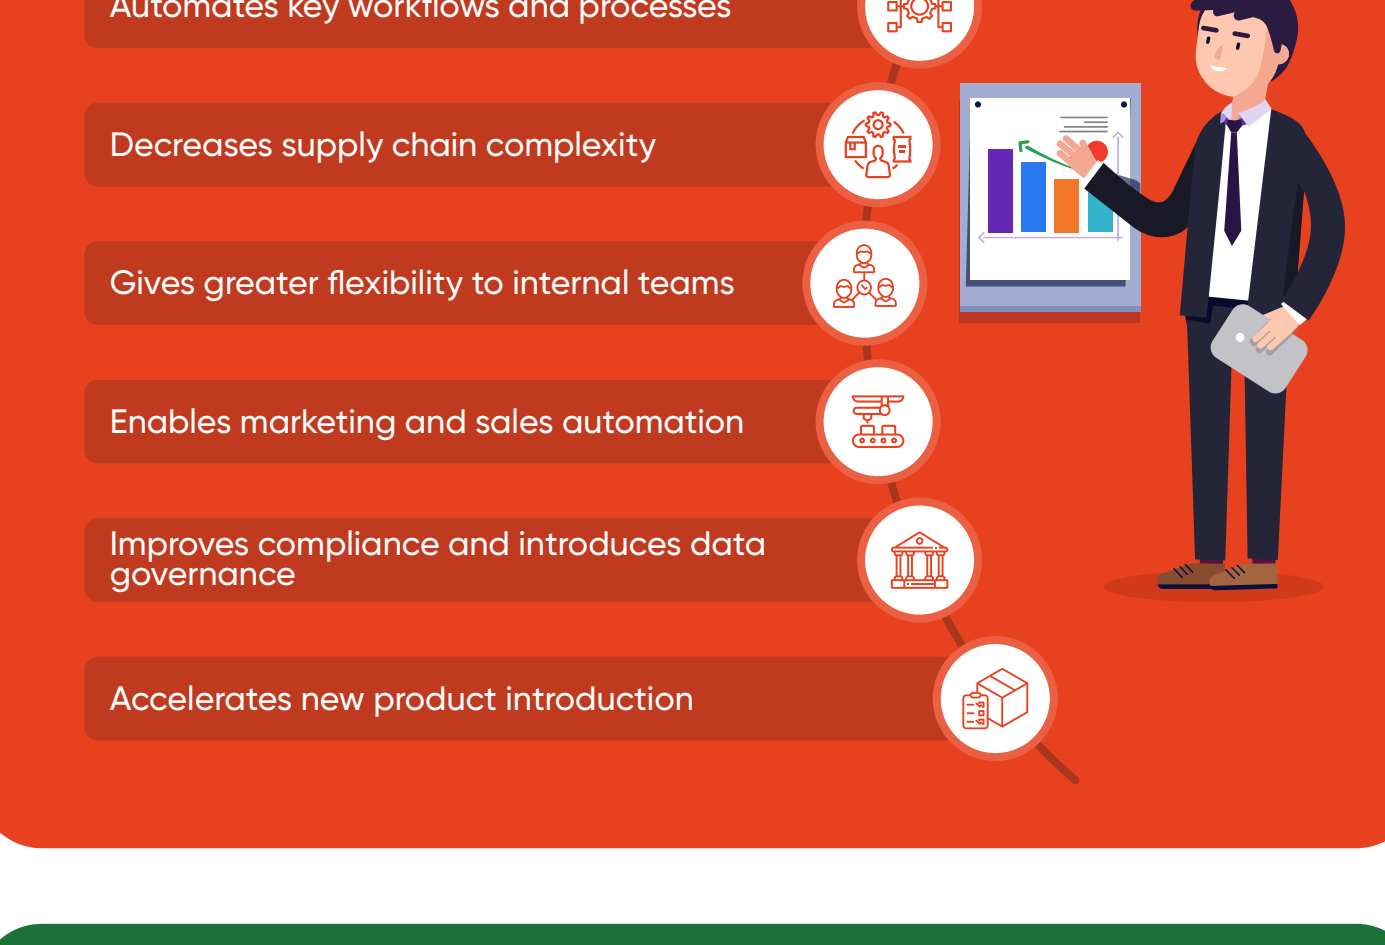 Automates key workflows and processes
Decreases supply chain complexity
Gives greater flexibility to internal teams
Enables marketing and sales automation
Improves compliance and introduces data
governance
Accelerates new product introduction